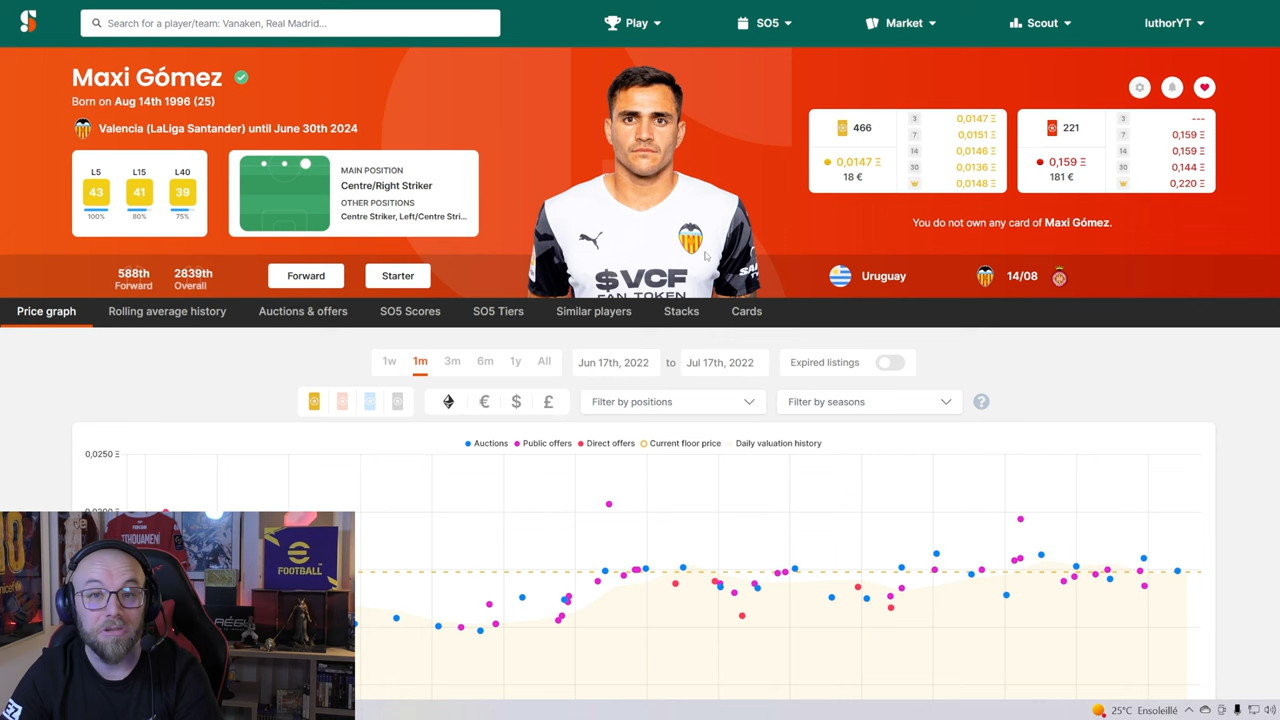 Search for a player/team: Vanaken, Real Madrid...
Play
SO5
Market
Scout
luthorYT
Maxi Gómez
Born on Aug 14th 1996 (25)
Valencia (LaLiga Santander) until June 30th 2024
L5 L15 L40
43 41 39
100% 80% 75%
MAIN POSITION
Centre/Right Striker
OTHER POSITIONS
Centre Striker, Left/Centre Stri...
588th 2839th
Forward Overall
Forward
Starter
$VCF
FAN TOKEN
466
0,0147 Ξ
18 €
3 0,0147 Ξ
7 0,0151 Ξ
14 0,0146 Ξ
30 0,0136 Ξ
W 0,0148 Ξ
221
0,159 Ξ
181 €
3 ---
7 0,159 Ξ
14 0,159 Ξ
30 0,144 Ξ
W 0,220 Ξ
You do not own any card of Maxi Gómez.
Uruguay
14/08
Price graph
Rolling average history
Auctions & offers
SO5 Scores
SO5 Tiers
Similar players
Stacks
Cards
1w 1m 3m 6m 1y All
Jun 17th, 2022 to Jul 17th, 2022
Expired listings
€ $ £
Filter by positions
Filter by seasons
?
Auctions Public offers Direct offers Current floor price Daily valuation history
0,0250 Ξ
TCHOUAMENI
FOOTBALL
25°C Ensoleillé